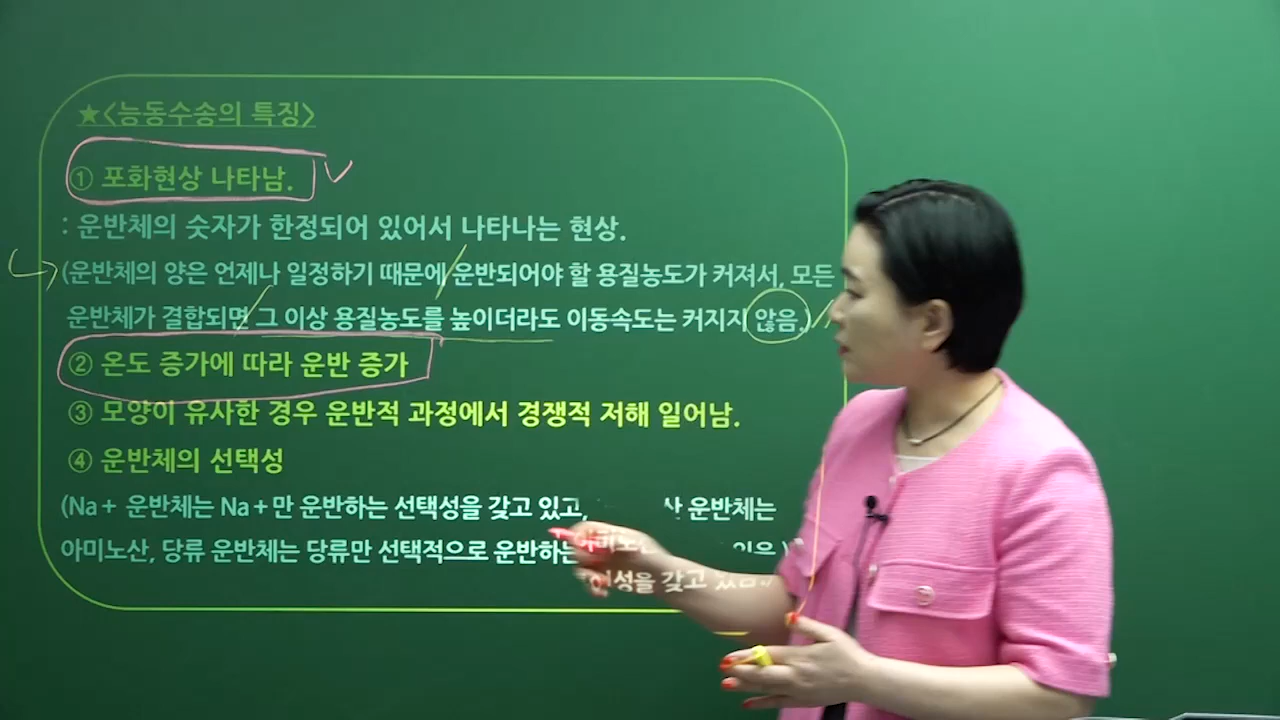 ★<능동수송의 특징>
① 포화현상 나타남.
: 운반체의 숫자가 한정되어 있어서 나타나는 현상.
(운반체의 양은 언제나 일정하기 때문에 운반되어야 할 용질농도가 커져서, 모든
운반체가 결합되면 그 이상 용질농도를 높이더라도 이동속도는 커지지 않음.)
② 온도 증가에 따라 운반 증가
③ 모양이 유사한 경우 운반적 과정에서 경쟁적 저해 일어남.
④ 운반체의 선택성
(Na+ 운반체는 Na+만 운반하는 선택성을 갖고 있고, 운반체는
아미노산, 당류 운반체는 당류만 선택적으로 운반하는
갖고